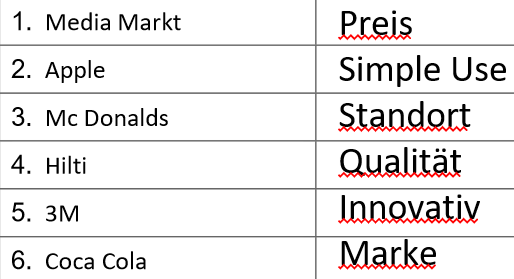 1. Media Markt Preis
2. Apple Simple Use
3. Mc Donalds Standort
4. Hilti Qualität
5. 3M Innovativ
6. Coca Cola Marke